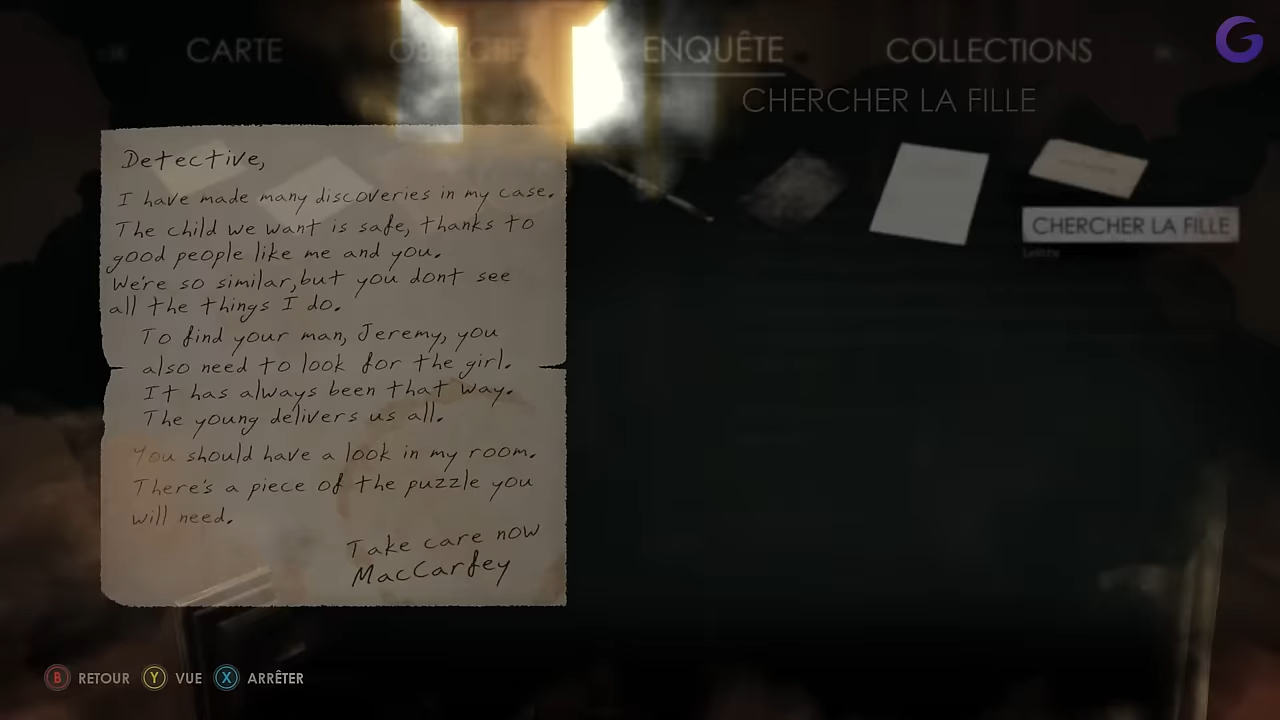 CARTE
ENQUÊTE
COLLECTIONS
CHERCHER LA FILLE
Detective,
I have made many discoveries in my case.
The child we want is safe, thanks to
good people like me and you.
We're so similar, but you dont see
all the things I do.
To find your man, Jeremy, you
also need to look for the girl.
It has always been that way.
The young delivers us all.
You should have a look in my room.
There's a piece of the puzzle you
will need.
Take care now
MacCarfey
CHERCHER LA FILLE
B RETOUR Y VUE X ARRÊTER
G